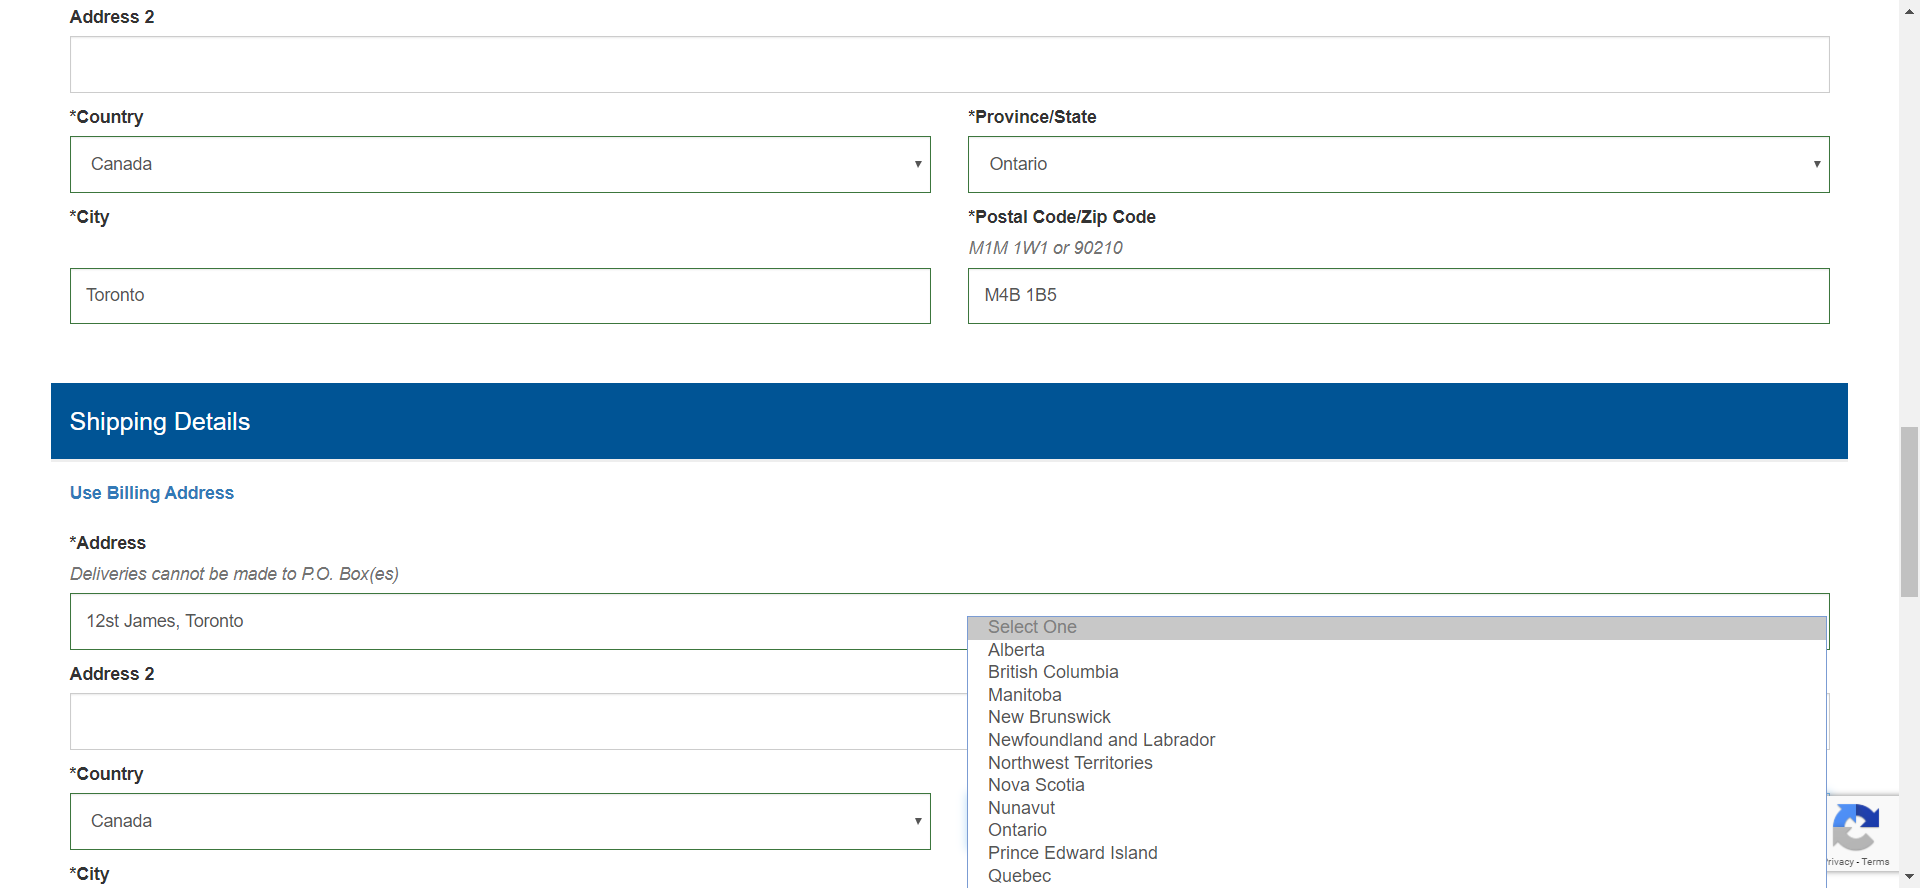 Address 2
*Country
*Province/State
Canada
Ontario
*City
*Postal Code/Zip Code
M1M 1W1 or 90210
Toronto
M4B 1B5
Shipping Details
Use Billing Address
*Address
Deliveries cannot be made to P.O. Box(es)
12st James, Toronto
Select One
Alberta
British Columbia
Manitoba
New Brunswick
Newfoundland and Labrador
Northwest Territories
Nova Scotia
Nunavut
Ontario
Prince Edward Island
Quebec
Address 2
*Country
Canada
*City
rivacy - Terms